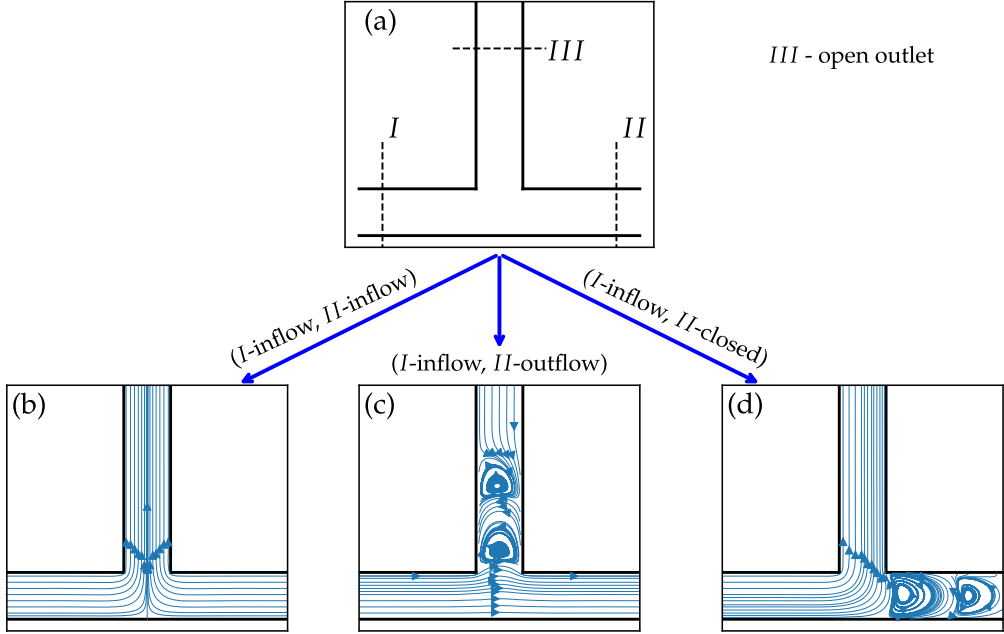 (a)
III
III - open outlet
I
II
(I-inflow, II-inflow)
(I-inflow, II-closed)
(I-inflow, II-outflow)
(b)
(c)
(d)